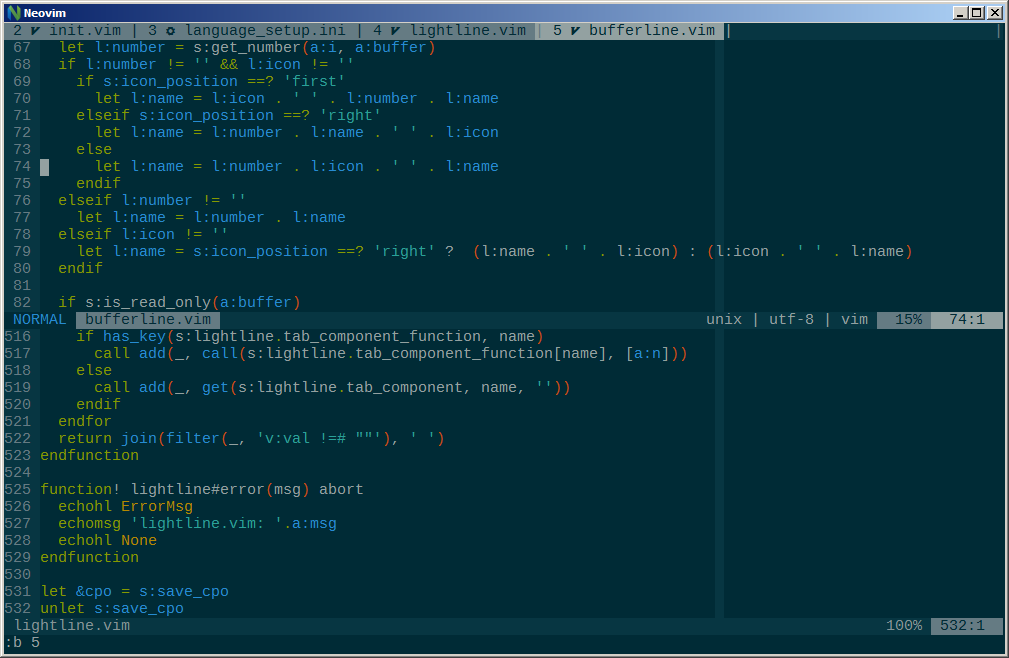 Neovim
2 init.vim | 3 language_setup.ini | 4 lightline.vim | 5 bufferline.vim |
67   let l:number = s:get_number(a:i, a:buffer)
68   if l:number != '' && l:icon != ''
69     if s:icon_position ==? 'first'
70       let l:name = l:icon . ' ' . l:number . l:name
71     elseif s:icon_position ==? 'right'
72       let l:name = l:number . l:name . ' ' . l:icon
73     else
74       let l:name = l:number . l:icon . ' ' . l:name
75     endif
76   elseif l:number != ''
77     let l:name = l:number . l:name
78   elseif l:icon != ''
79     let l:name = s:icon_position ==? 'right' ?  (l:name . ' ' . l:icon) : (l:icon . ' ' . l:name)
80   endif
81
82   if s:is_read_only(a:buffer)
NORMAL bufferline.vim unix | utf-8 | vim 15% 74:1
516     if has_key(s:lightline.tab_component_function, name)
517       call add(_, call(s:lightline.tab_component_function[name], [a:n]))
518     else
519       call add(_, get(s:lightline.tab_component, name, ''))
520     endif
521   endfor
522   return join(filter(_, 'v:val !=# ""'), ' ')
523 endfunction
524
525 function! lightline#error(msg) abort
526   echohl ErrorMsg
527   echomsg 'lightline.vim: '.a:msg
528   echohl None
529 endfunction
530
531 let &cpo = s:save_cpo
532 unlet s:save_cpo
lightline.vim 100% 532:1
:b 5